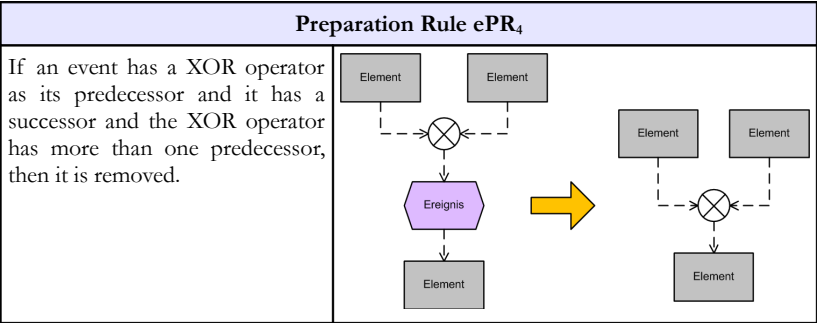 Preparation Rule ePR₄
If an event has a XOR operator
as its predecessor and it has a
successor and the XOR operator
has more than one predecessor,
then it is removed.
Element
Element
Ereignis
Element
Element
Element
Element